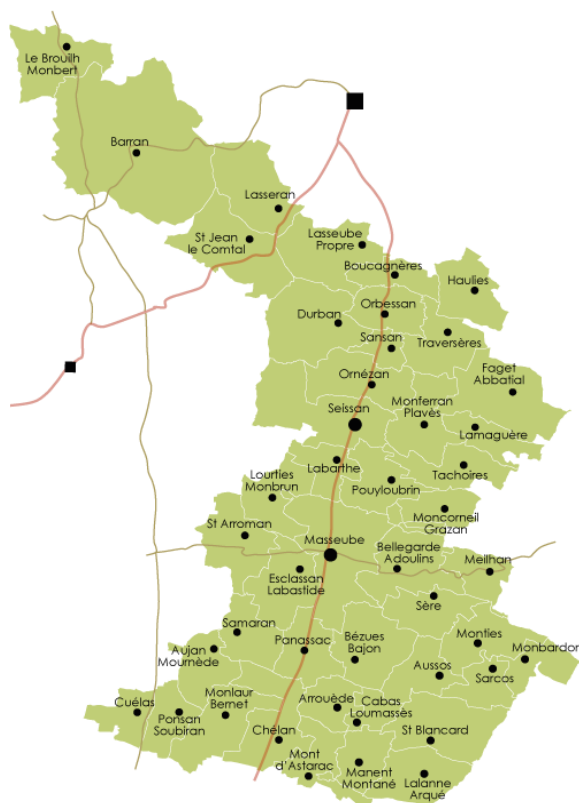 Le Brouilh
Monbert
Barran
Lasseran
St Jean
le Comtal
Lasseube
Propre
Boucagnères
Haulies
Orbessan
Durban
Traversères
Sansan
Faget
Abbatial
Ornézan
Monferran
Plavès
Seissan
Lamaguère
Labarthe
Tachoires
Lourties
Monbrun
Pouyloubrin
Moncorneil
Grazan
St Arroman
Masseube
Bellegarde
Adoulins
Meilhan
Esclassan
Labastide
Sère
Samaran
Aujan
Mournède
Panassac
Bézues
Bajon
Monties
Monbardon
Aussos
Sarcos
Cuélas
Ponsan
Soubiran
Monlaur
Bernet
Arrouède
Cabas
Loumassès
Chélan
St Blancard
Mont
d'Astarac
Manent
Montané
Lalanne
Arqué